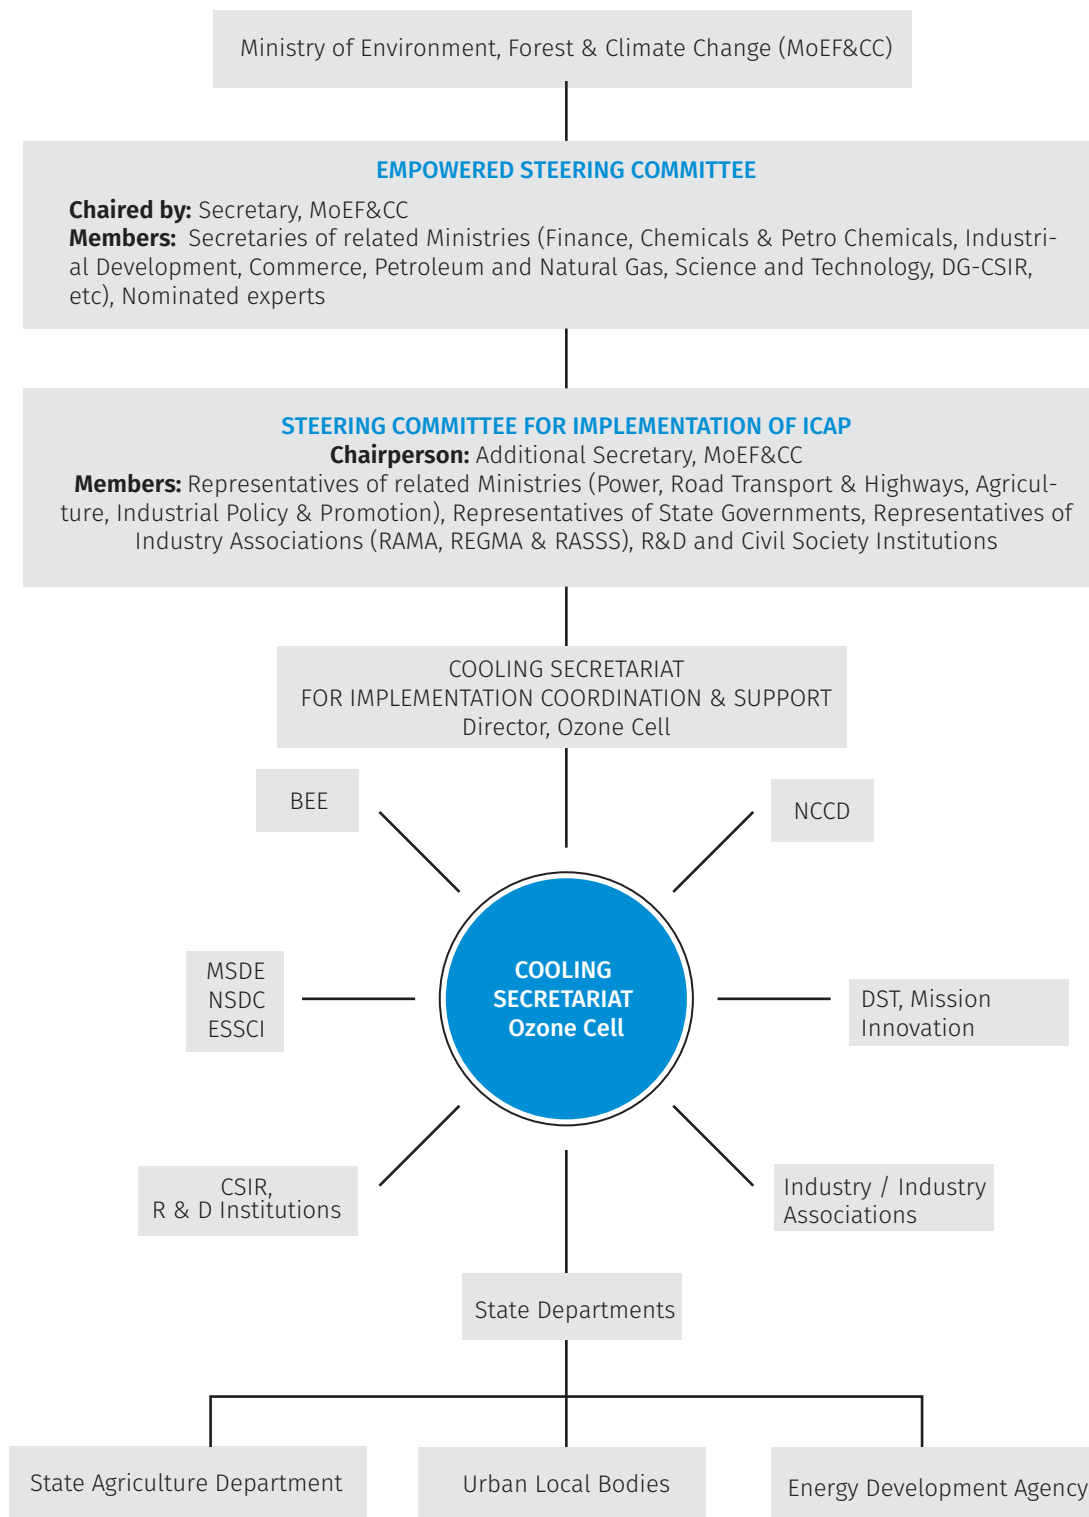 Ministry of Environment, Forest & Climate Change (MoEF&CC)
EMPOWERED STEERING COMMITTEE
Chaired by: Secretary, MoEF&CC
Members: Secretaries of related Ministries (Finance, Chemicals & Petro Chemicals, Industri-
al Development, Commerce, Petroleum and Natural Gas, Science and Technology, DG-CSIR,
etc), Nominated experts
STEERING COMMITTEE FOR IMPLEMENTATION OF ICAP
Chairperson: Additional Secretary, MoEF&CC
Members: Representatives of related Ministries (Power, Road Transport & Highways, Agricul-
ture, Industrial Policy & Promotion), Representatives of State Governments, Representatives of
Industry Associations (RAMA, REGMA & RASSS), R&D and Civil Society Institutions
COOLING SECRETARIAT
FOR IMPLEMENTATION COORDINATION & SUPPORT
Director, Ozone Cell
BEE
NCCD
MSDE
NSDC
ESSCI
COOLING
SECRETARIAT
Ozone Cell
DST, Mission
Innovation
CSIR,
R & D Institutions
Industry / Industry
Associations
State Departments
State Agriculture Department
Urban Local Bodies
Energy Development Agency